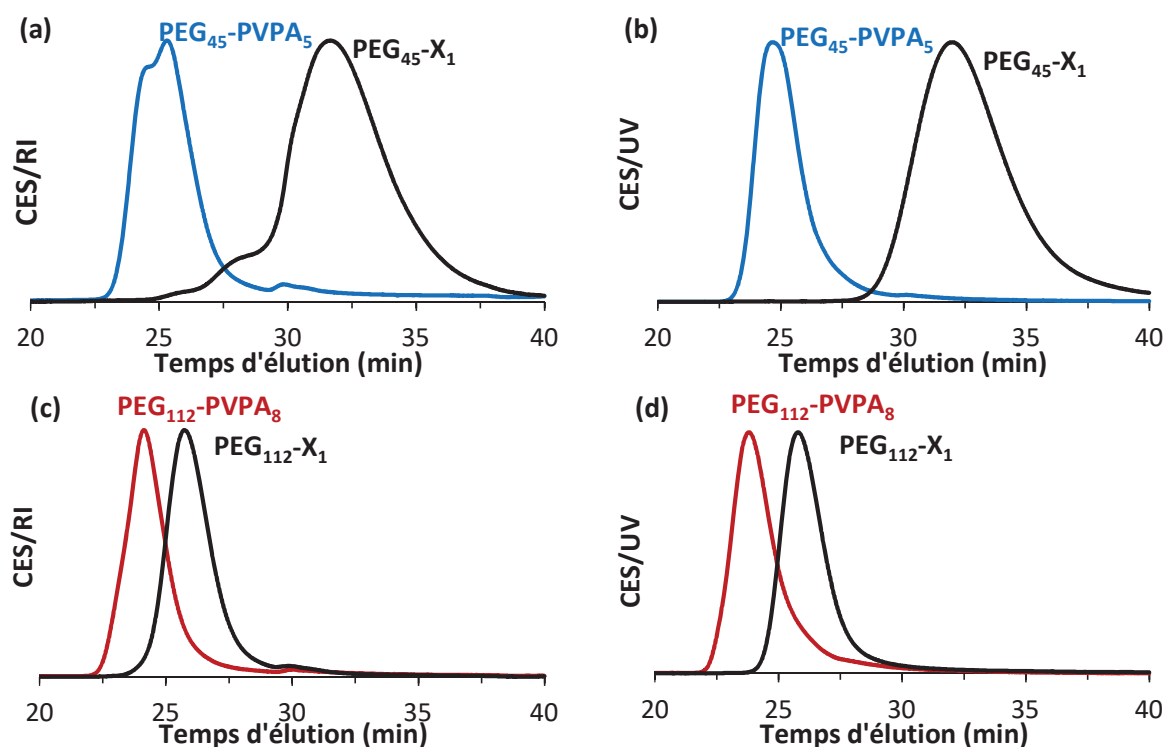 (a)
PEG₄₅-PVPA₅
PEG₄₅-X₁
CES/RI
20 25 30 35 40
Temps d'élution (min)
(b)
PEG₄₅-PVPA₅
PEG₄₅-X₁
CES/UV
20 25 30 35 40
Temps d'élution (min)
(c)
PEG₁₁₂-PVPA₈
PEG₁₁₂-X₁
CES/RI
20 25 30 35 40
Temps d'élution (min)
(d)
PEG₁₁₂-PVPA₈
PEG₁₁₂-X₁
CES/UV
20 25 30 35 40
Temps d'élution (min)